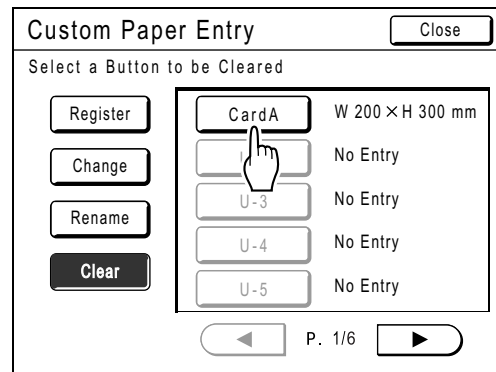 Custom Paper Entry Close
Select a Button to be Cleared
Register CardA W 200×H 300 mm
Change No Entry
Rename U-3 No Entry
U-4 No Entry
Clear U-5 No Entry
P. 1/6